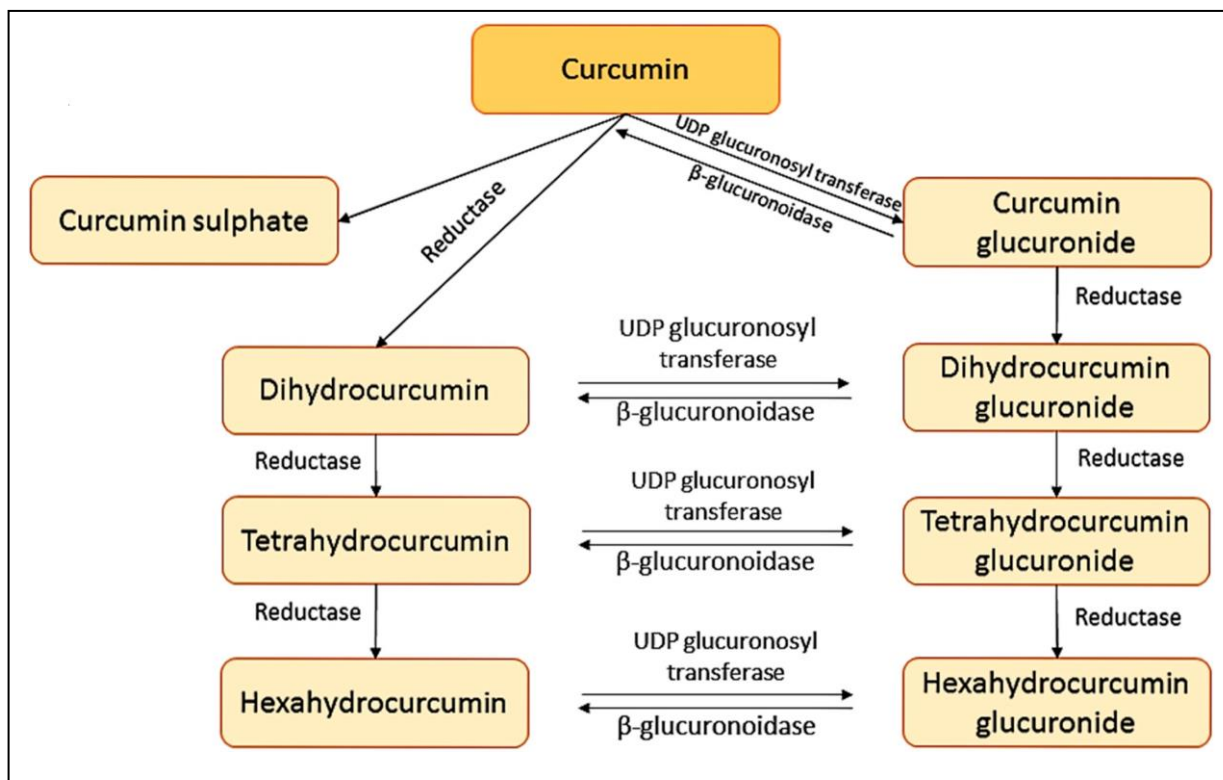 Curcumin
UDP glucuronosyl transferase
β-glucuronoidase
Reductase
Curcumin sulphate
Curcumin
glucuronide
Reductase
UDP glucuronosyl
transferase
β-glucuronoidase
Dihydrocurcumin
Dihydrocurcumin
glucuronide
Reductase
Reductase
UDP glucuronosyl
transferase
β-glucuronoidase
Tetrahydrocurcumin
Tetrahydrocurcumin
glucuronide
Reductase
Reductase
UDP glucuronosyl
transferase
β-glucuronoidase
Hexahydrocurcumin
Hexahydrocurcumin
glucuronide